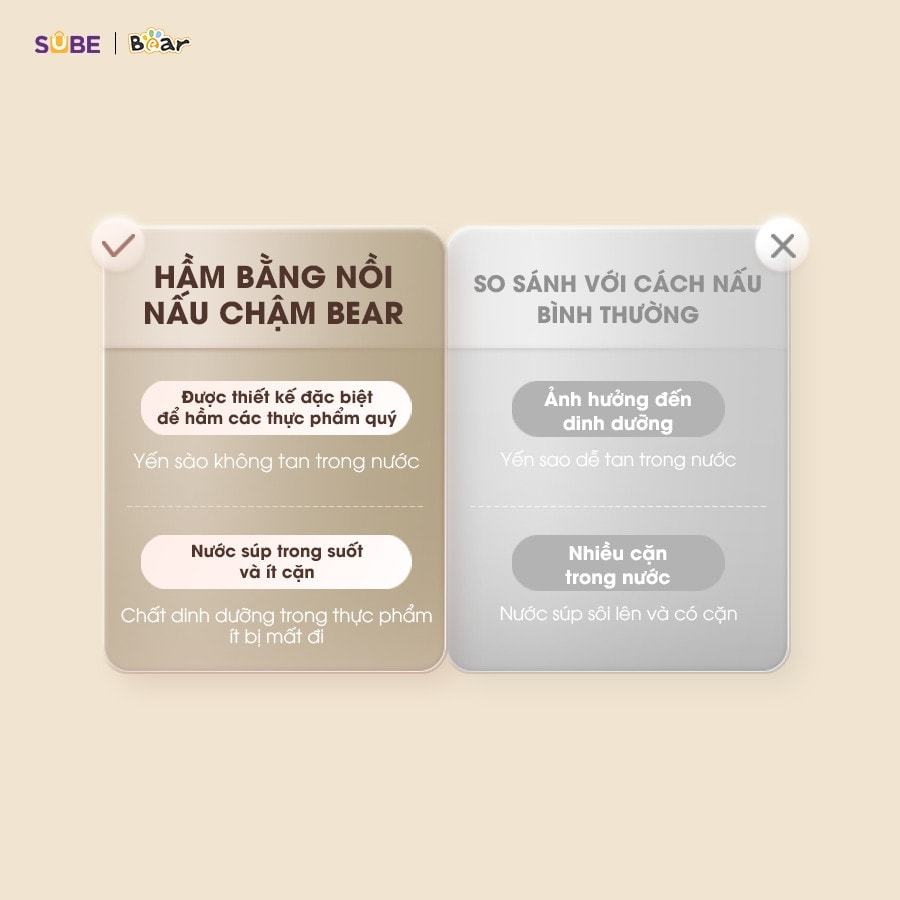 SUBE | Bear
HẦM BẰNG NỒI
NẤU CHẬM BEAR
Được thiết kế đặc biệt
để hầm các thực phẩm quý
Yến sào không tan trong nước
Nước súp trong suốt
và ít cặn
Chất dinh dưỡng trong thực phẩm
ít bị mất đi
SO SÁNH VỚI CÁCH NẤU
BÌNH THƯỜNG
Ảnh hưởng đến
dinh dưỡng
Yến sao dễ tan trong nước
Nhiều cặn
trong nước
Nước súp sôi lên và có cặn